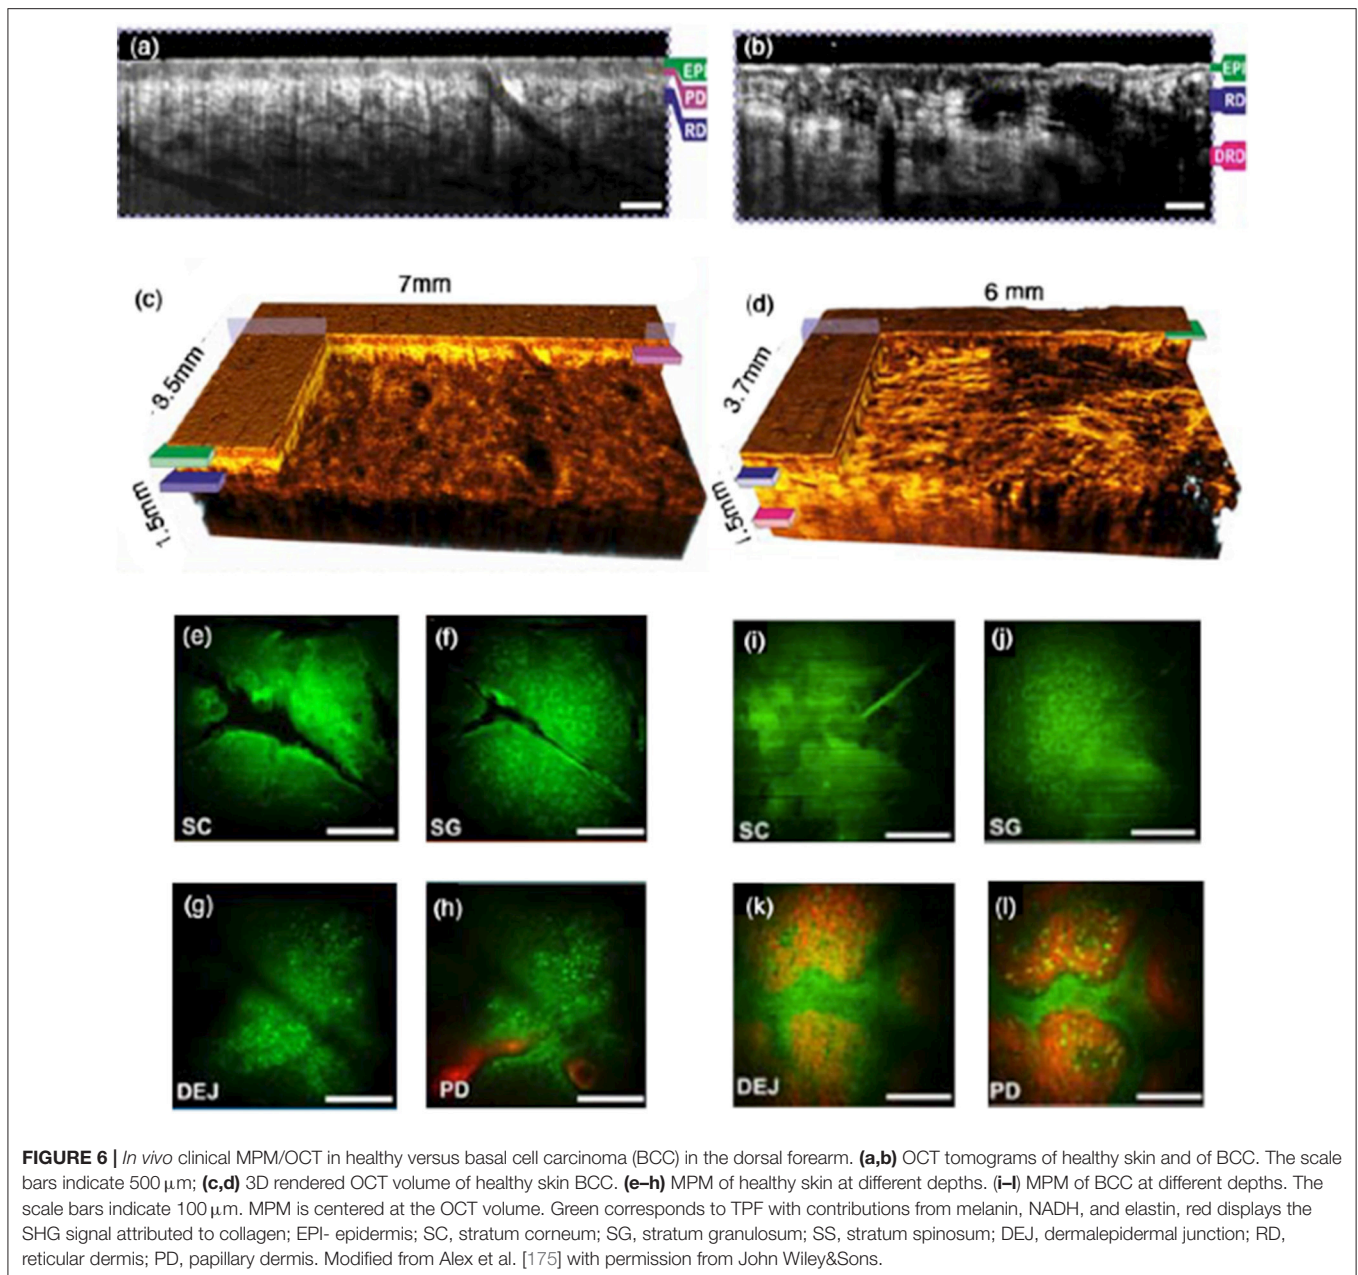 (a)
EPI
PD
RD
(b)
EPI
RD
DRD
(c)
7mm
3.5mm
1.5mm
(d)
6 mm
3.7mm
1.5mm
(e)
SC
(f)
SG
(i)
SC
(j)
SG
(g)
DEJ
(h)
PD
(k)
DEJ
(l)
PD
FIGURE 6 | In vivo clinical MPM/OCT in healthy versus basal cell carcinoma (BCC) in the dorsal forearm. (a,b) OCT tomograms of healthy skin and of BCC. The scale
bars indicate 500 μm; (c,d) 3D rendered OCT volume of healthy skin BCC. (e–h) MPM of healthy skin at different depths. (i–l) MPM of BCC at different depths. The
scale bars indicate 100 μm. MPM is centered at the OCT volume. Green corresponds to TPF with contributions from melanin, NADH, and elastin, red displays the
SHG signal attributed to collagen; EPI- epidermis; SC, stratum corneum; SG, stratum granulosum; SS, stratum spinosum; DEJ, dermalepidermal junction; RD,
reticular dermis; PD, papillary dermis. Modified from Alex et al. [175] with permission from John Wiley&Sons.